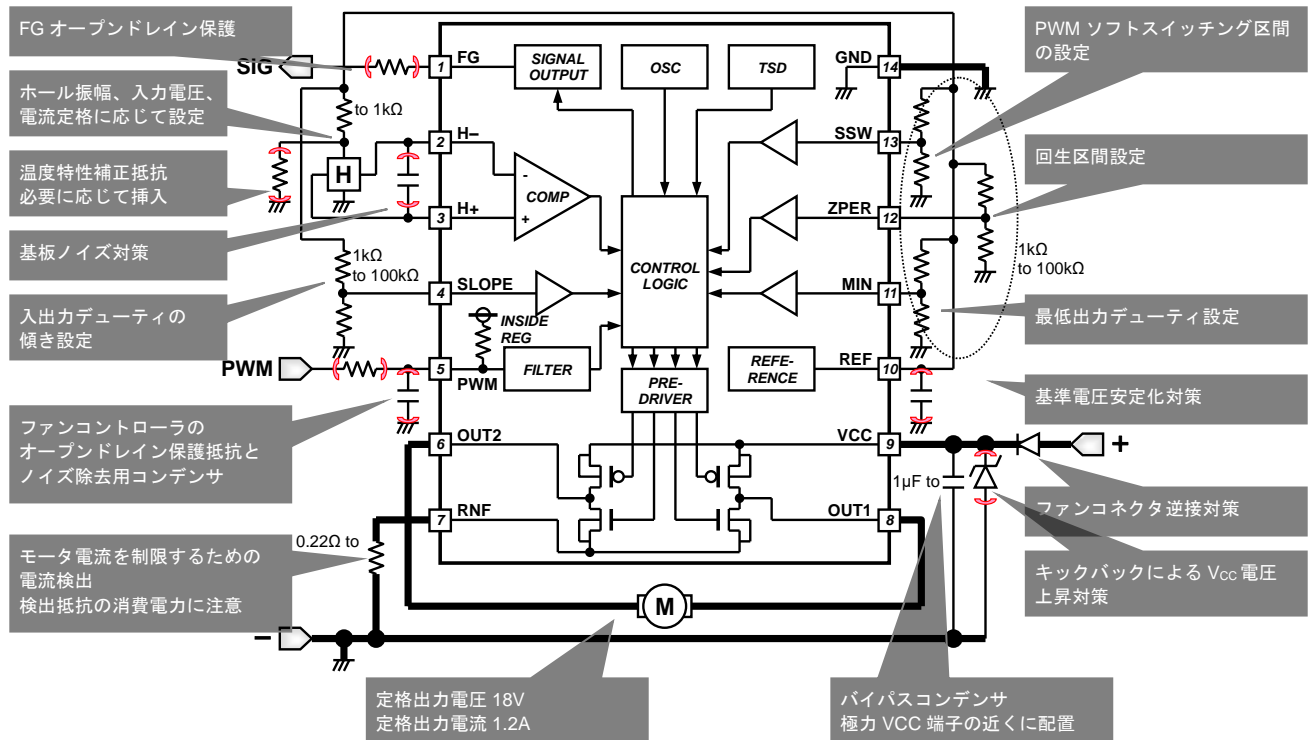 FG オープンドレイン保護
SIG
ホール振幅、入力電圧、
電流定格に応じて設定
温度特性補正抵抗
必要に応じて挿入
基板ノイズ対策
入出力デューティの
傾き設定
PWM
ファンコントローラの
オープンドレイン保護抵抗と
ノイズ除去用コンデンサ
モータ電流を制限するための
電流検出
検出抵抗の消費電力に注意
−
to 1kΩ
H
1kΩ
to 100kΩ
0.22Ω to
1
FG
2
H−
3
H+
4
SLOPE
5
PWM
6
OUT2
7
RNF
SIGNAL
OUTPUT
OSC
TSD
-
COMP
+
CONTROL
LOGIC
INSIDE
REG
FILTER
PRE-
DRIVER
REFE-
RENCE
M
GND
14
SSW
13
ZPER
12
MIN
11
REF
10
VCC
9
OUT1
8
1kΩ
to 100kΩ
1µF to
+
PWM ソフトスイッチング区間
の設定
回生区間設定
最低出力デューティ設定
基準電圧安定化対策
ファンコネクタ逆接対策
キックバックによる VCC 電圧
上昇対策
定格出力電圧 18V
定格出力電流 1.2A
バイパスコンデンサ
極力 VCC 端子の近くに配置